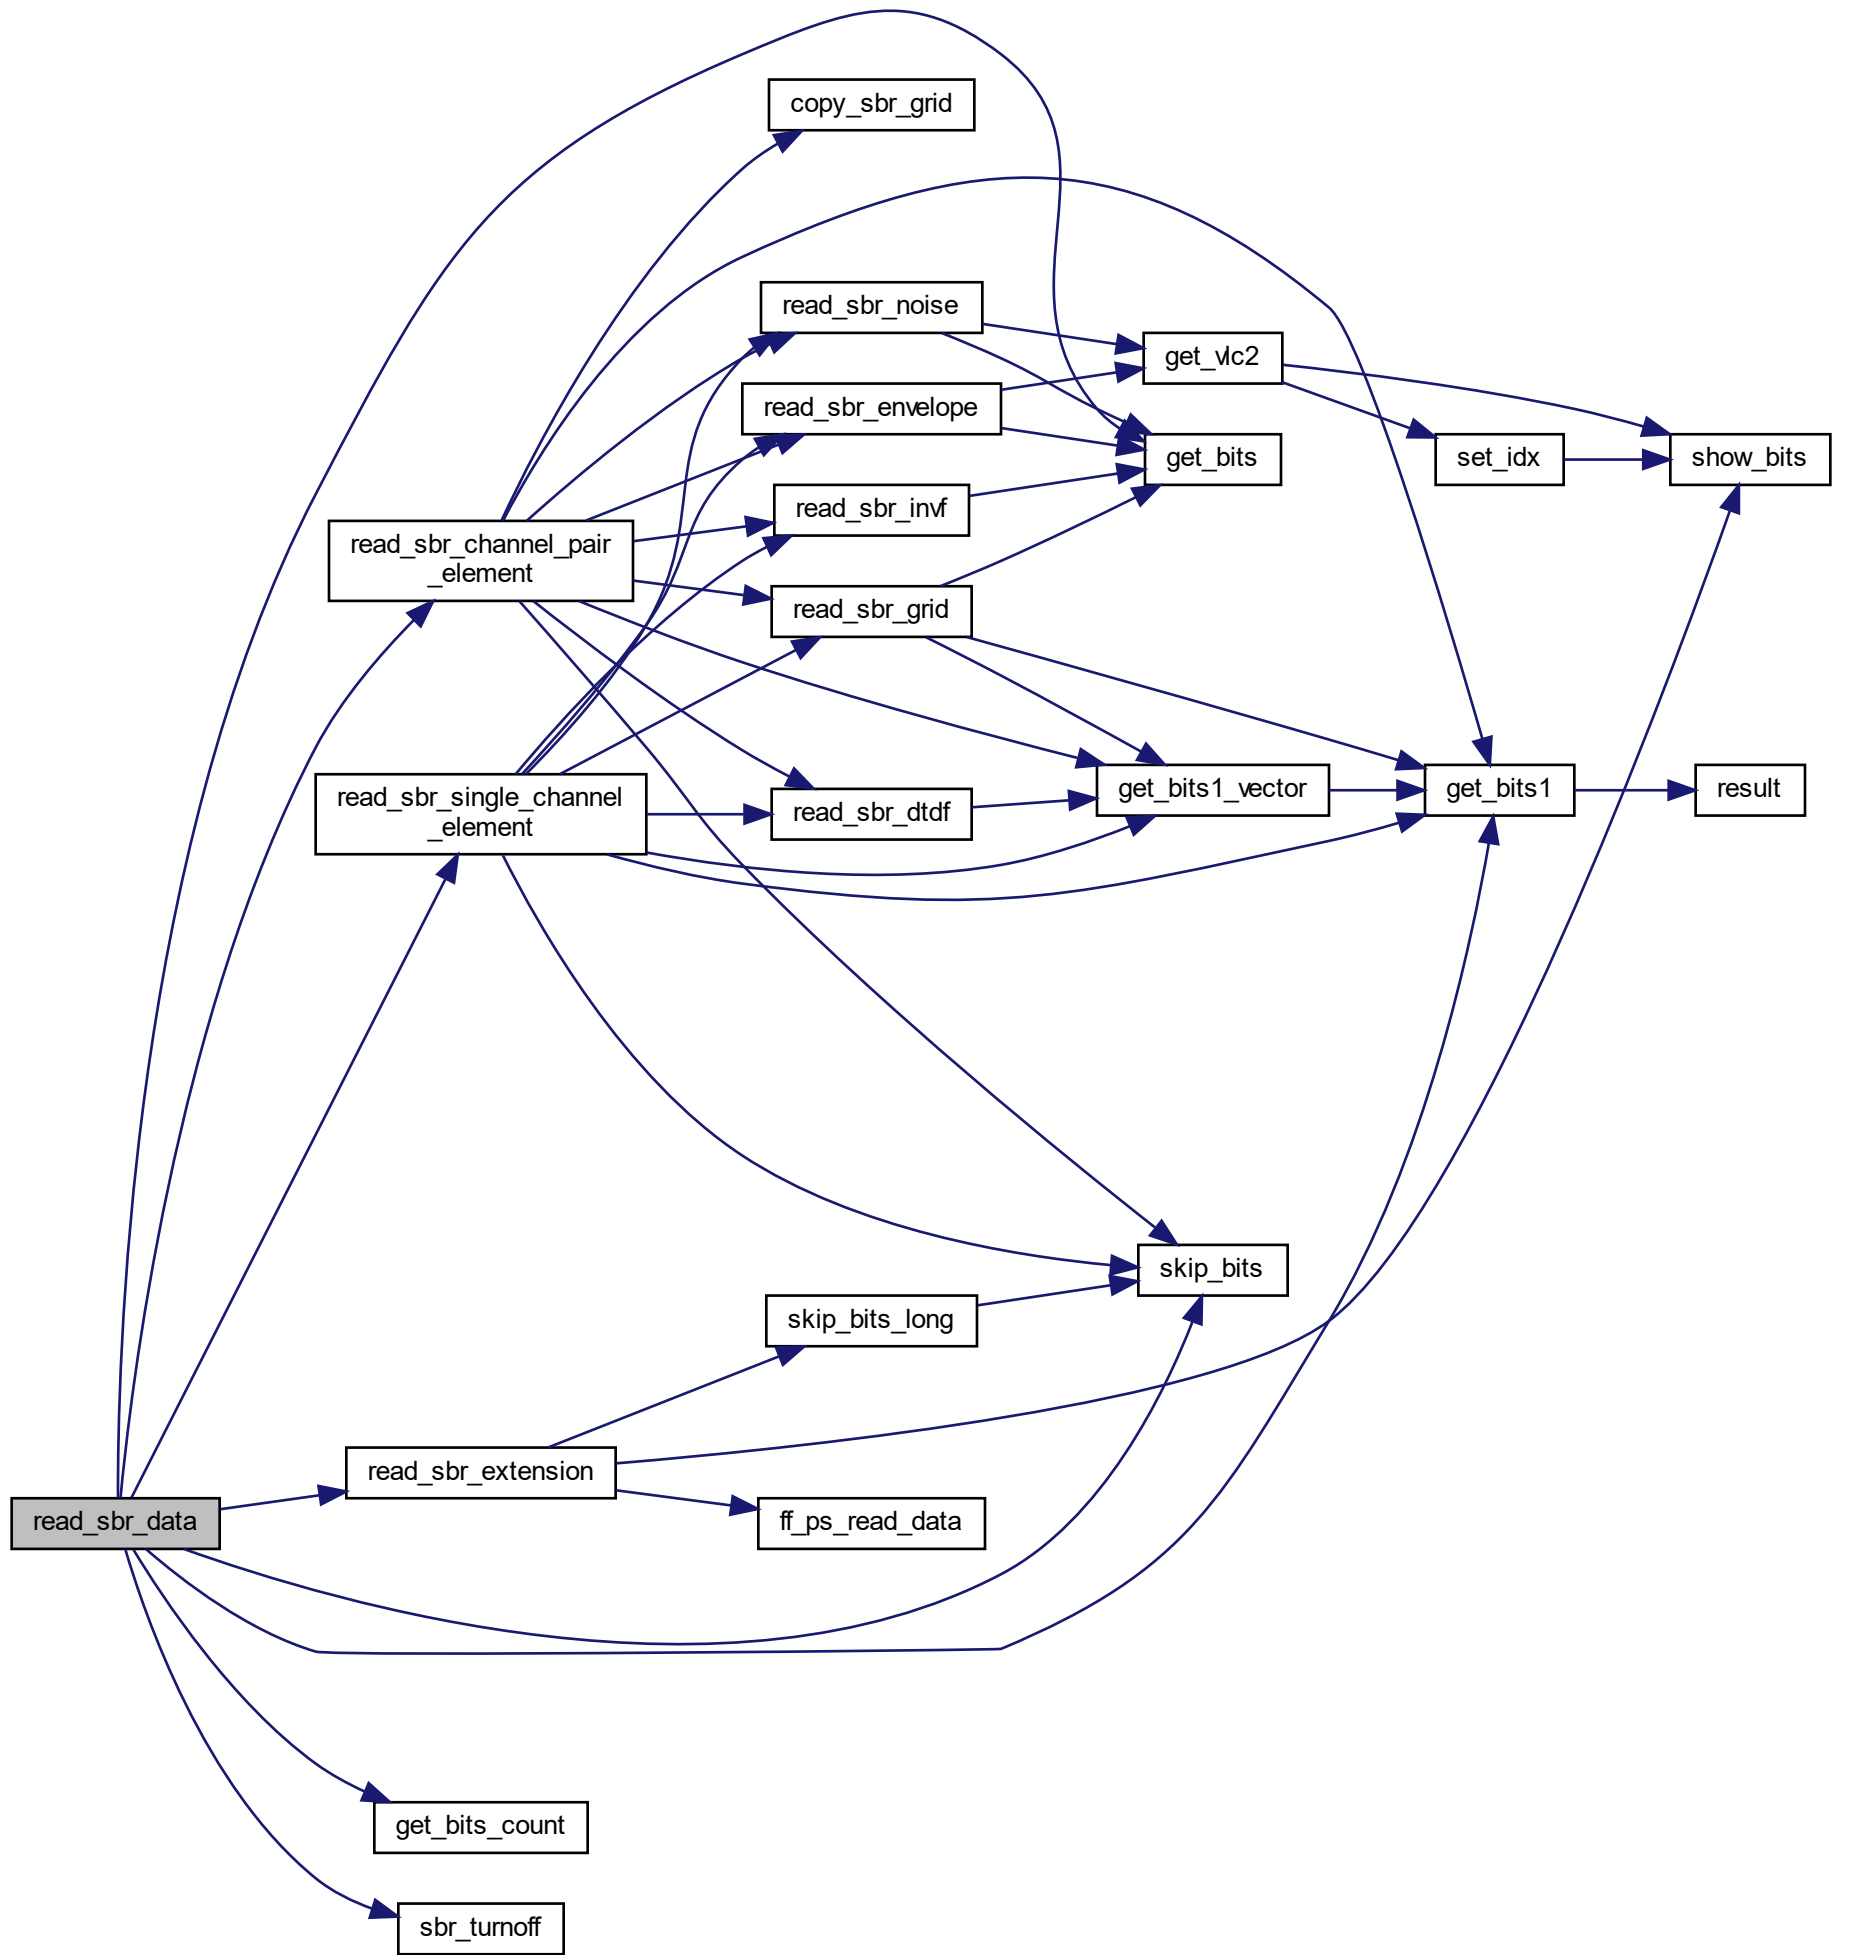 copy_sbr_grid
read_sbr_noise
get_vlc2
read_sbr_envelope
get_bits
set_idx
show_bits
read_sbr_invf
read_sbr_channel_pair
_element
read_sbr_grid
read_sbr_single_channel
_element
read_sbr_dtdf
get_bits1_vector
get_bits1
result
skip_bits
skip_bits_long
read_sbr_extension
read_sbr_data
ff_ps_read_data
get_bits_count
sbr_turnoff